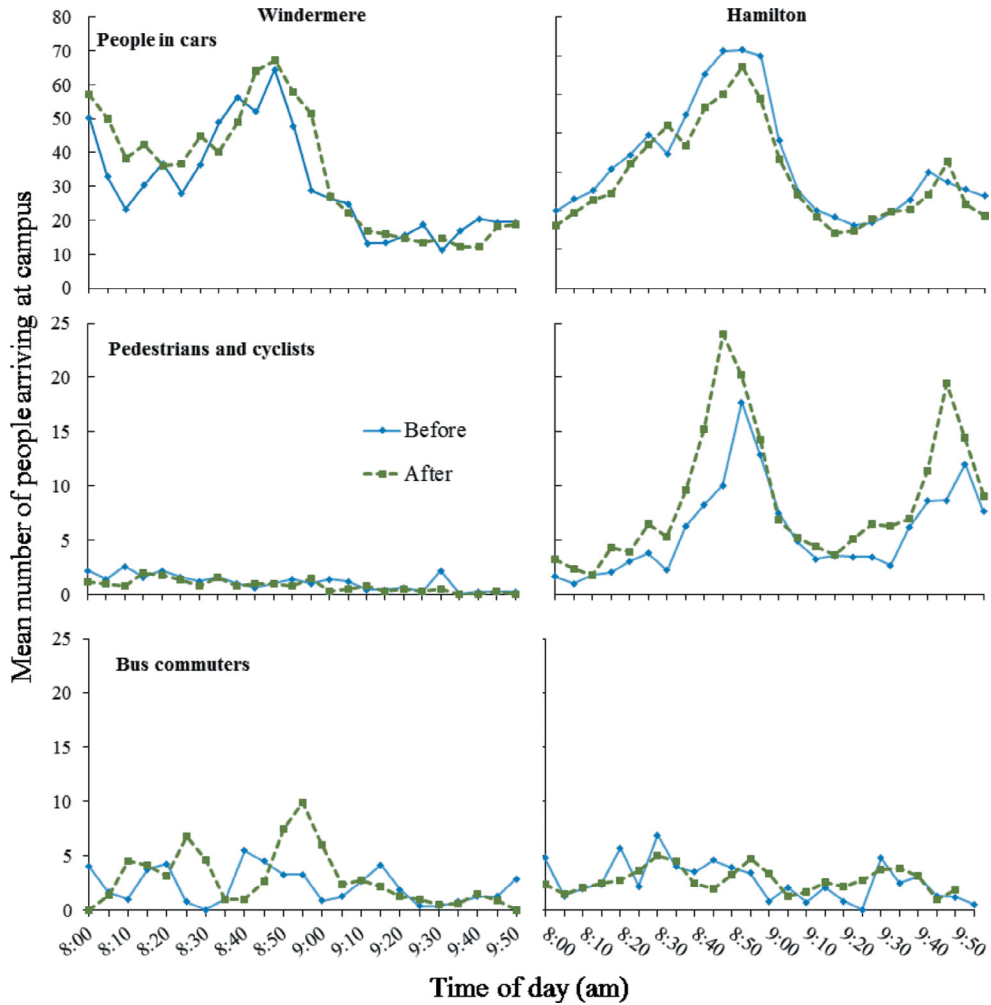 Windermere
Hamilton
80
People in cars
70
60
50
40
30
20
10
0
25
Pedestrians and cyclists
20
15
Before
After
10
5
0
25
Bus commuters
20
15
10
5
0
Mean number of people arriving at campus
8:00 8:10 8:20 8:30 8:40 8:50 9:00 9:10 9:20 9:30 9:40 9:50
8:00 8:10 8:20 8:30 8:40 8:50 9:00 9:10 9:20 9:30 9:40 9:50
Time of day (am)